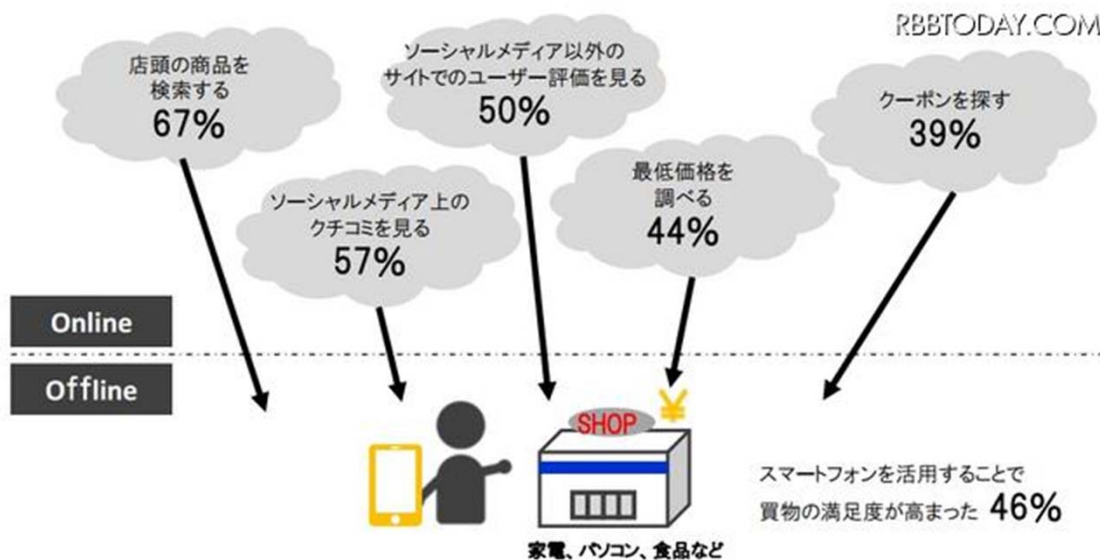 RBBTODAY.COM
店頭の商品を
検索する
67%
ソーシャルメディア以外の
サイトでのユーザー評価を見る
50%
クーポンを探す
39%
ソーシャルメディア上の
クチコミを見る
57%
最低価格を
調べる
44%
Online
Offline
SHOP
¥
スマートフォンを活用することで
買物の満足度が高まった 46%
家電、パソコン、食品など